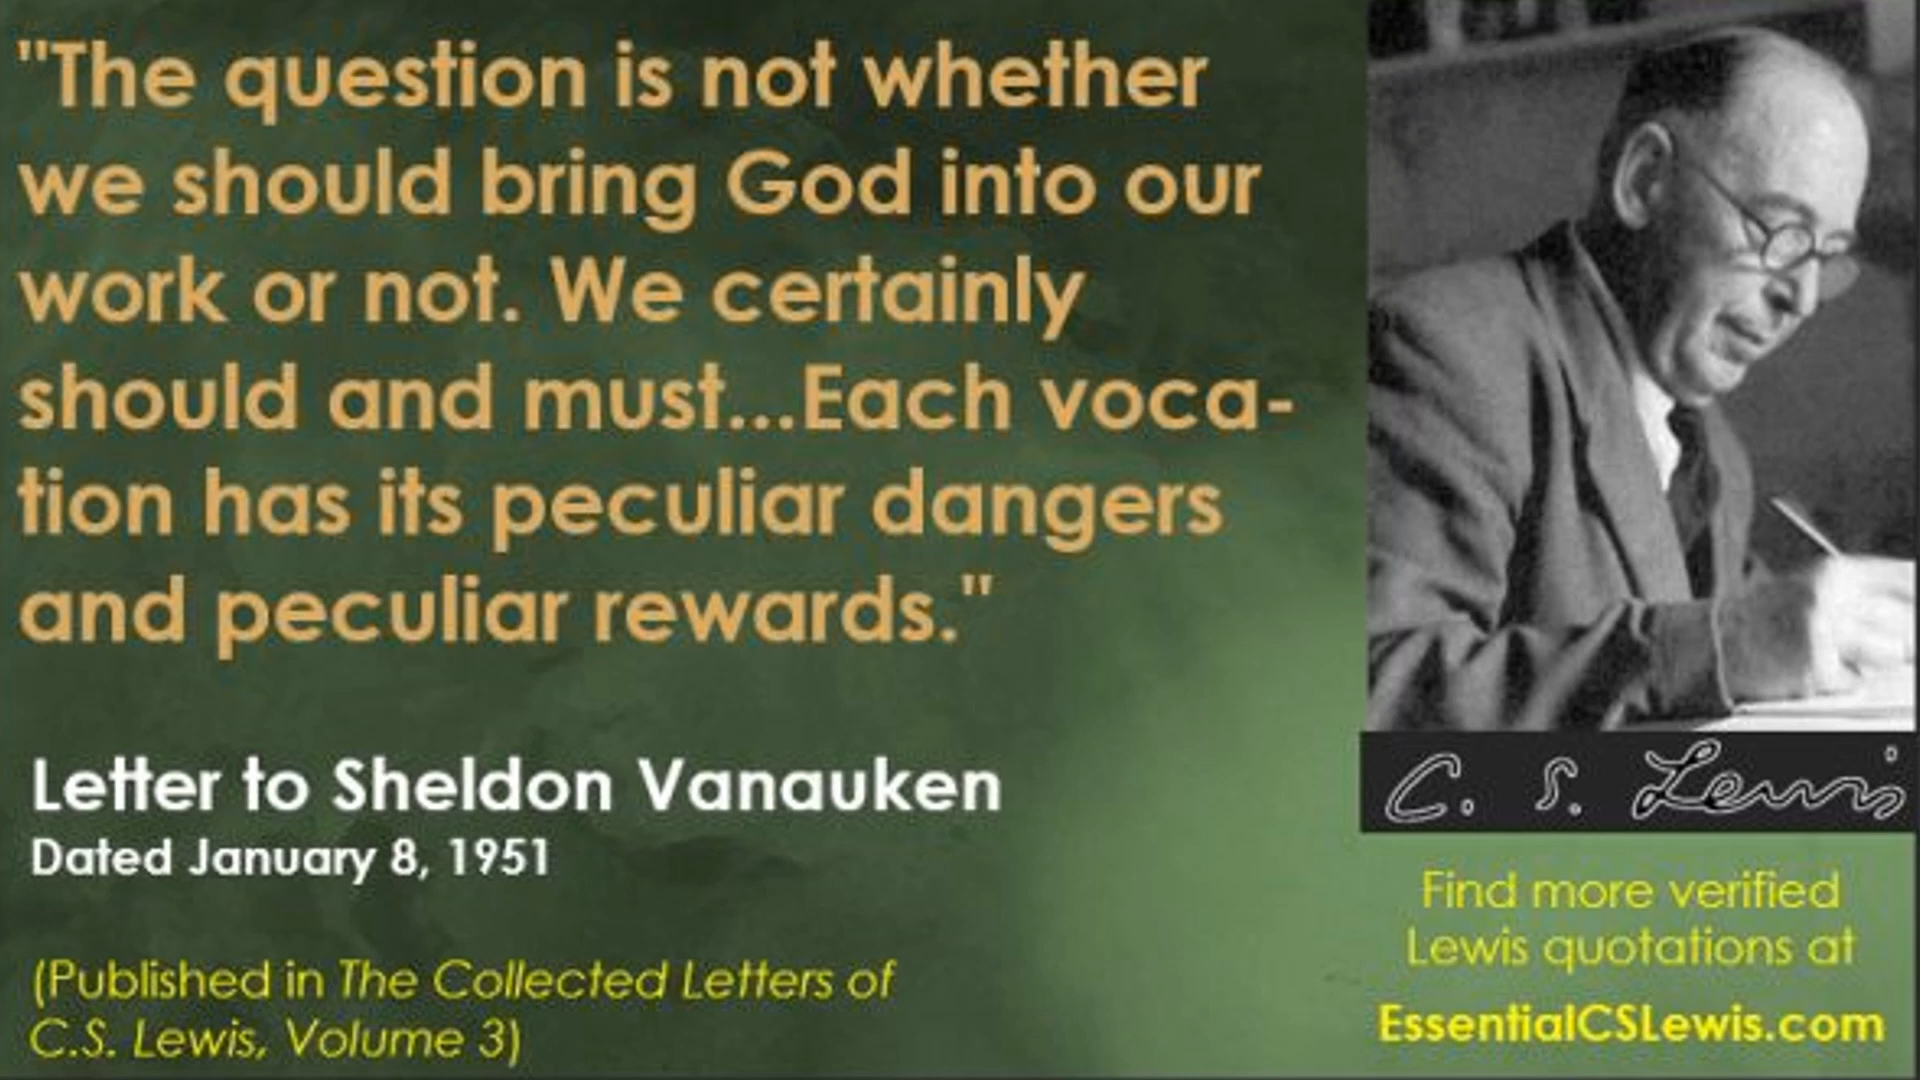 "The question is not whether
we should bring God into our
work or not. We certainly
should and must...Each voca-
tion has its peculiar dangers
and peculiar rewards."
Letter to Sheldon Vanauken
Dated January 8, 1951
(Published in The Collected Letters of
C.S. Lewis, Volume 3)
C. S. Lewis
Find more verified
Lewis quotations at
EssentialCSLewis.com